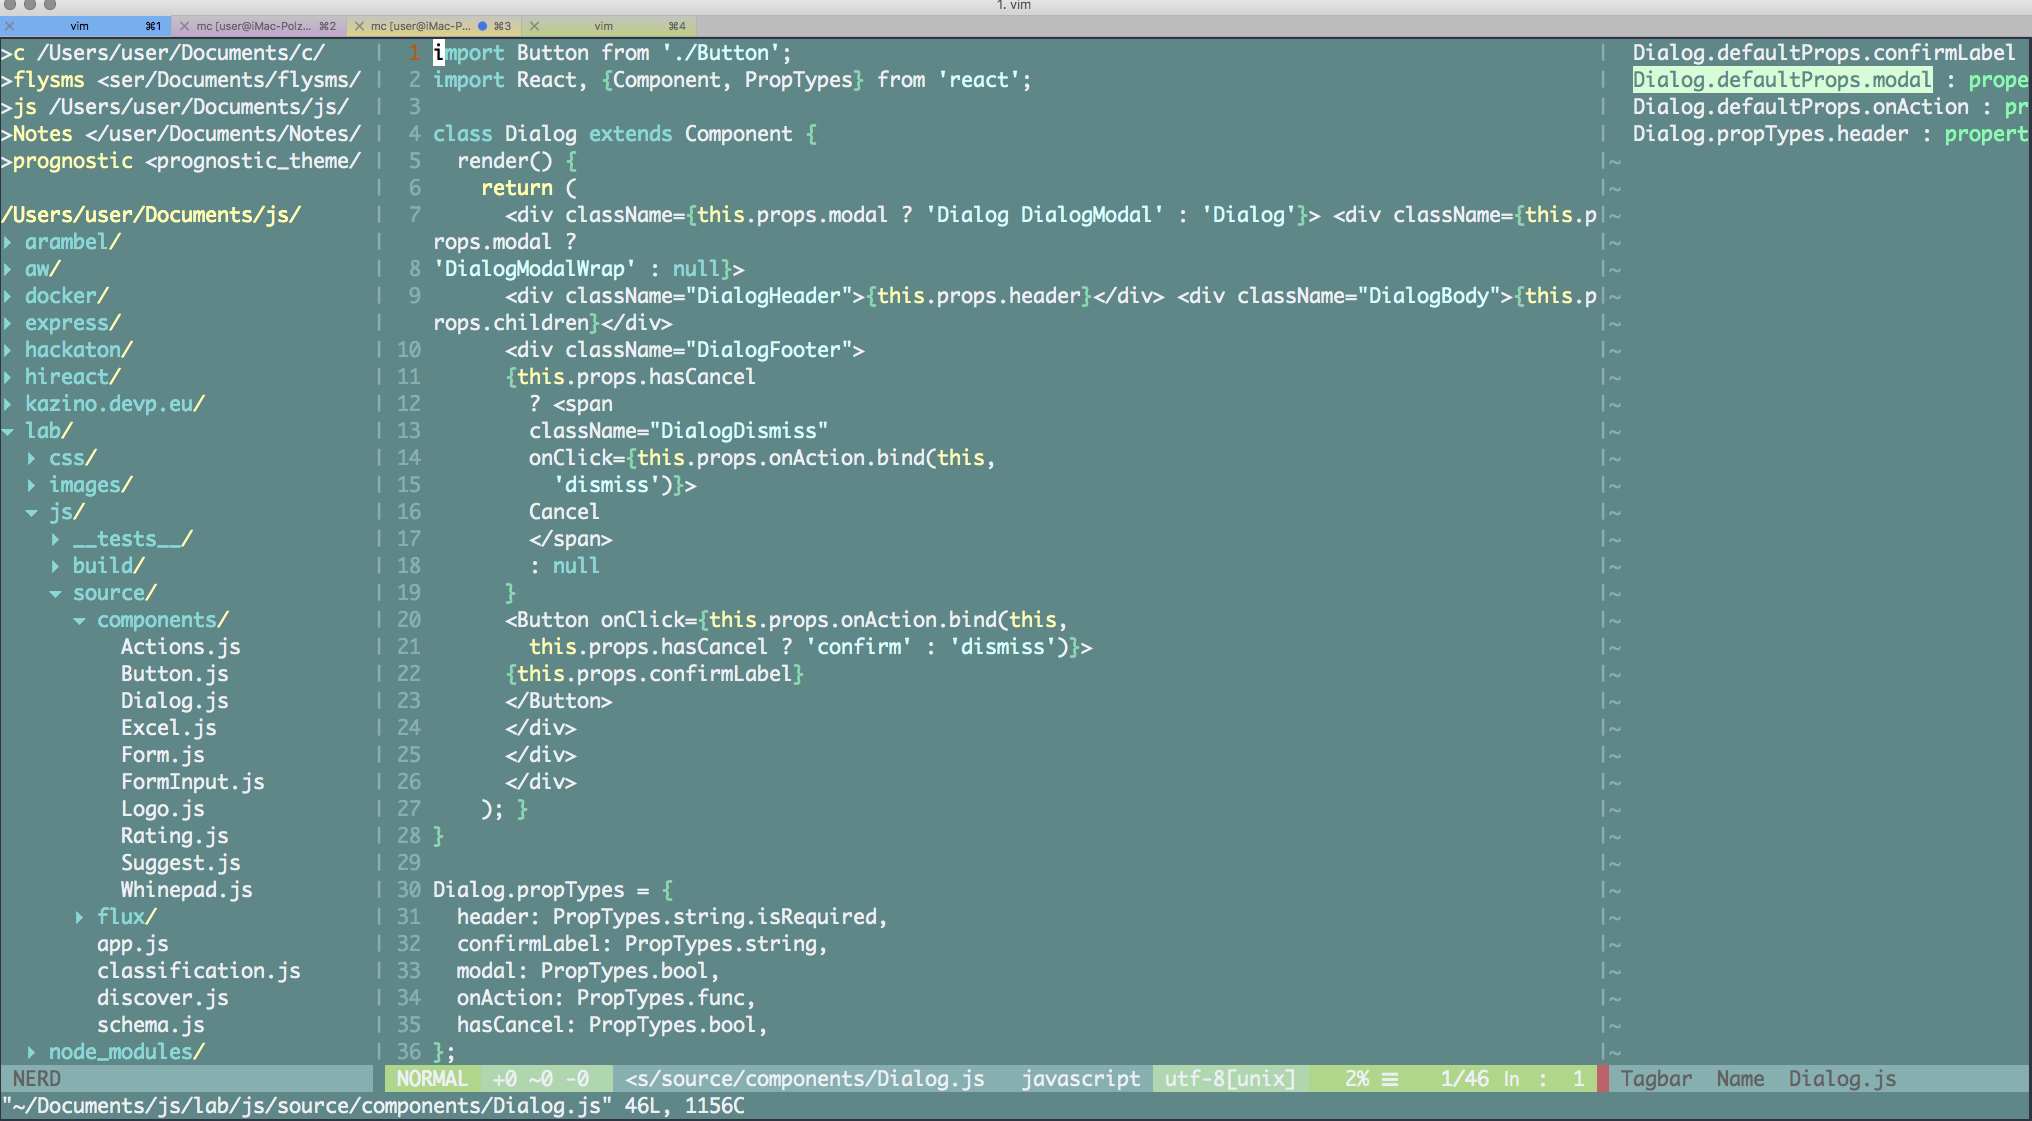 1. vim
vim ⌘1
mc [user@iMac-Polz... ⌘2
mc [user@iMac-P... ⌘3
vim ⌘4
>c /Users/user/Documents/c/
>flysms <ser/Documents/flysms/
>js /Users/user/Documents/js/
>Notes </user/Documents/Notes/
>prognostic <prognostic_theme/
/Users/user/Documents/js/
▸ arambel/
▸ aw/
▸ docker/
▸ express/
▸ hackaton/
▸ hireact/
▸ kazino.devp.eu/
▾ lab/
▸ css/
▸ images/
▾ js/
▸ __tests__/
▸ build/
▾ source/
▾ components/
Actions.js
Button.js
Dialog.js
Excel.js
Form.js
FormInput.js
Logo.js
Rating.js
Suggest.js
Whinepad.js
▸ flux/
app.js
classification.js
discover.js
schema.js
▸ node_modules/
NERD
1 import Button from './Button';
2 import React, {Component, PropTypes} from 'react';
3
4 class Dialog extends Component {
5 render() {
6 return (
7 <div className={this.props.modal ? 'Dialog DialogModal' : 'Dialog'}> <div className={this.p
rops.modal ?
8 'DialogModalWrap' : null}>
9 <div className="DialogHeader">{this.props.header}</div> <div className="DialogBody">{this.p
rops.children}</div>
10 <div className="DialogFooter">
11 {this.props.hasCancel
12 ? <span
13 className="DialogDismiss"
14 onClick={this.props.onAction.bind(this,
15 'dismiss')}>
16 Cancel
17 </span>
18 : null
19 }
20 <Button onClick={this.props.onAction.bind(this,
21 this.props.hasCancel ? 'confirm' : 'dismiss')}>
22 {this.props.confirmLabel}
23 </Button>
24 </div>
25 </div>
26 </div>
27 ); }
28 }
29
30 Dialog.propTypes = {
31 header: PropTypes.string.isRequired,
32 confirmLabel: PropTypes.string,
33 modal: PropTypes.bool,
34 onAction: PropTypes.func,
35 hasCancel: PropTypes.bool,
36 };
NORMAL +0 ~0 -0 <s/source/components/Dialog.js javascript utf-8[unix] 2% ☰ 1/46 ln : 1
Dialog.defaultProps.confirmLabel
Dialog.defaultProps.modal : prope
Dialog.defaultProps.onAction : pr
Dialog.propTypes.header : propert
Tagbar Name Dialog.js
"~/Documents/js/lab/js/source/components/Dialog.js" 46L, 1156C